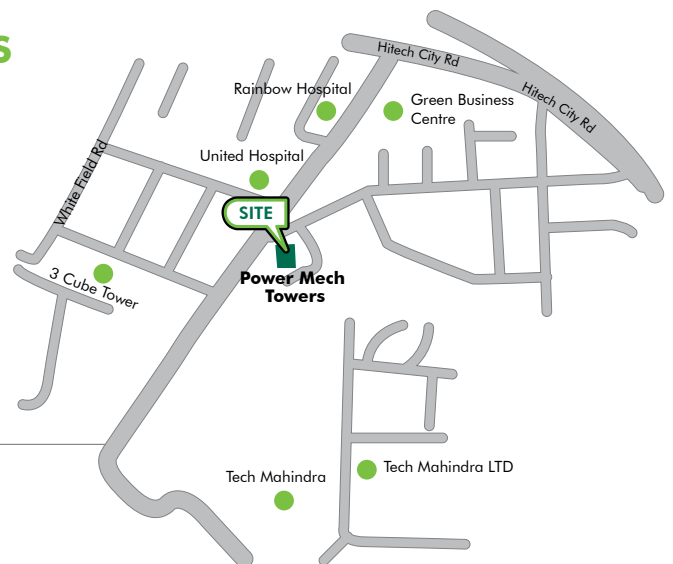 s
Hitech City Rd
Hitech City Rd
Rainbow Hospital
Green Business
Centre
United Hospital
White Field Rd
SITE
3 Cube Tower
Power Mech
Towers
Tech Mahindra
Tech Mahindra LTD